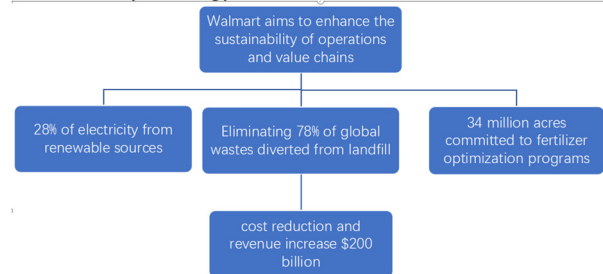 Walmart aims to enhance the
sustainability of operations
and value chains
28% of electricity from
renewable sources
Eliminating 78% of global
wastes diverted from landfill
34 million acres
committed to fertilizer
optimization programs
cost reduction and
revenue increase $200
billion